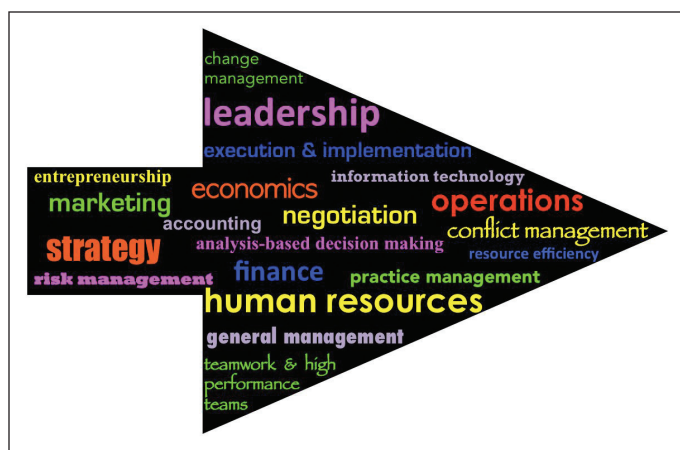 change
management
leadership
execution & implementation
entrepreneurship
information technology
economics
marketing
operations
negotiation
accounting
conflict management
strategy
analysis-based decision making
resource efficiency
risk management
finance
practice management
human resources
general management
teamwork & high
performance
teams